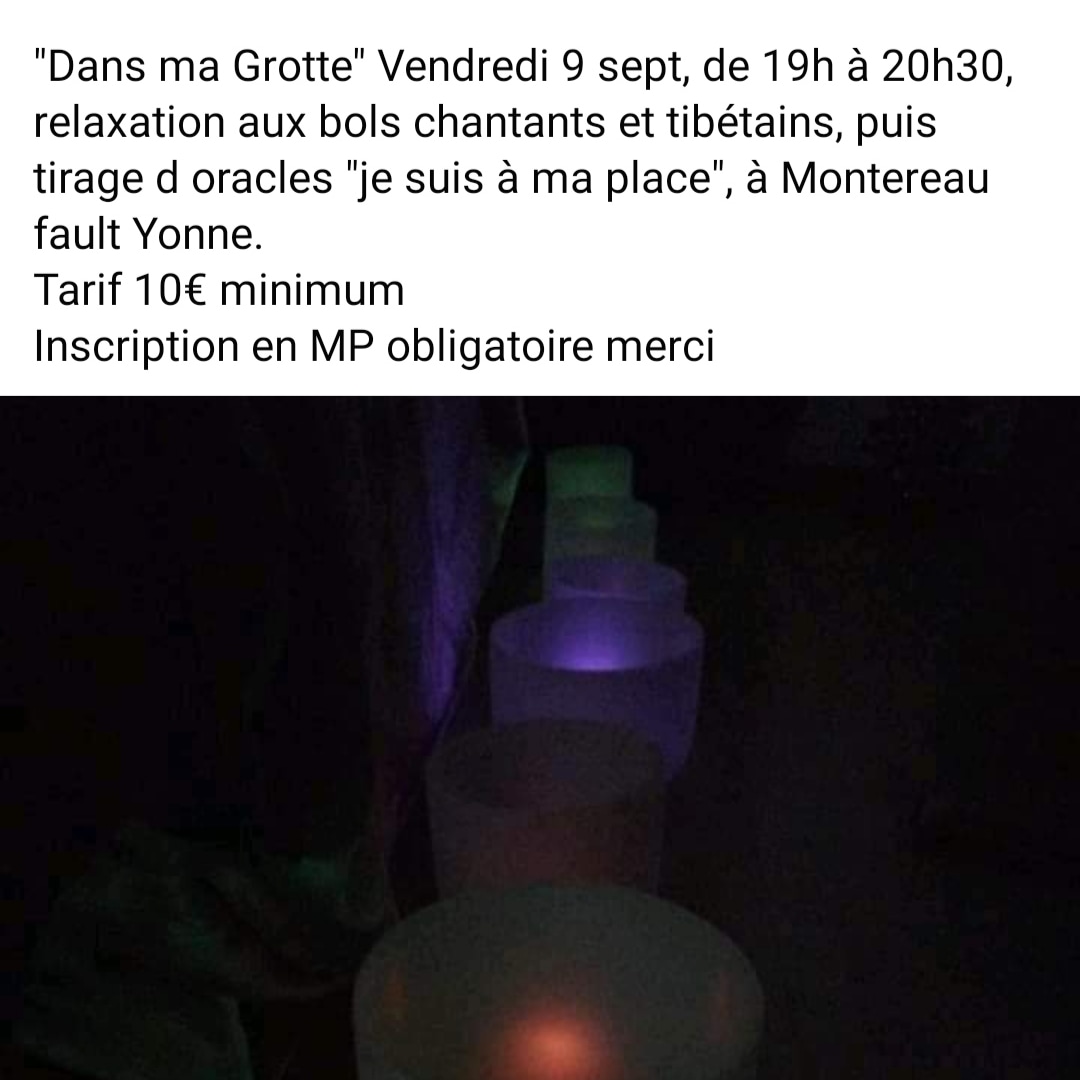 "Dans ma Grotte" Vendredi 9 sept, de 19h à 20h30,
relaxation aux bols chantants et tibétains, puis
tirage d oracles "je suis à ma place", à Montereau
fault Yonne.
Tarif 10€ minimum
Inscription en MP obligatoire merci